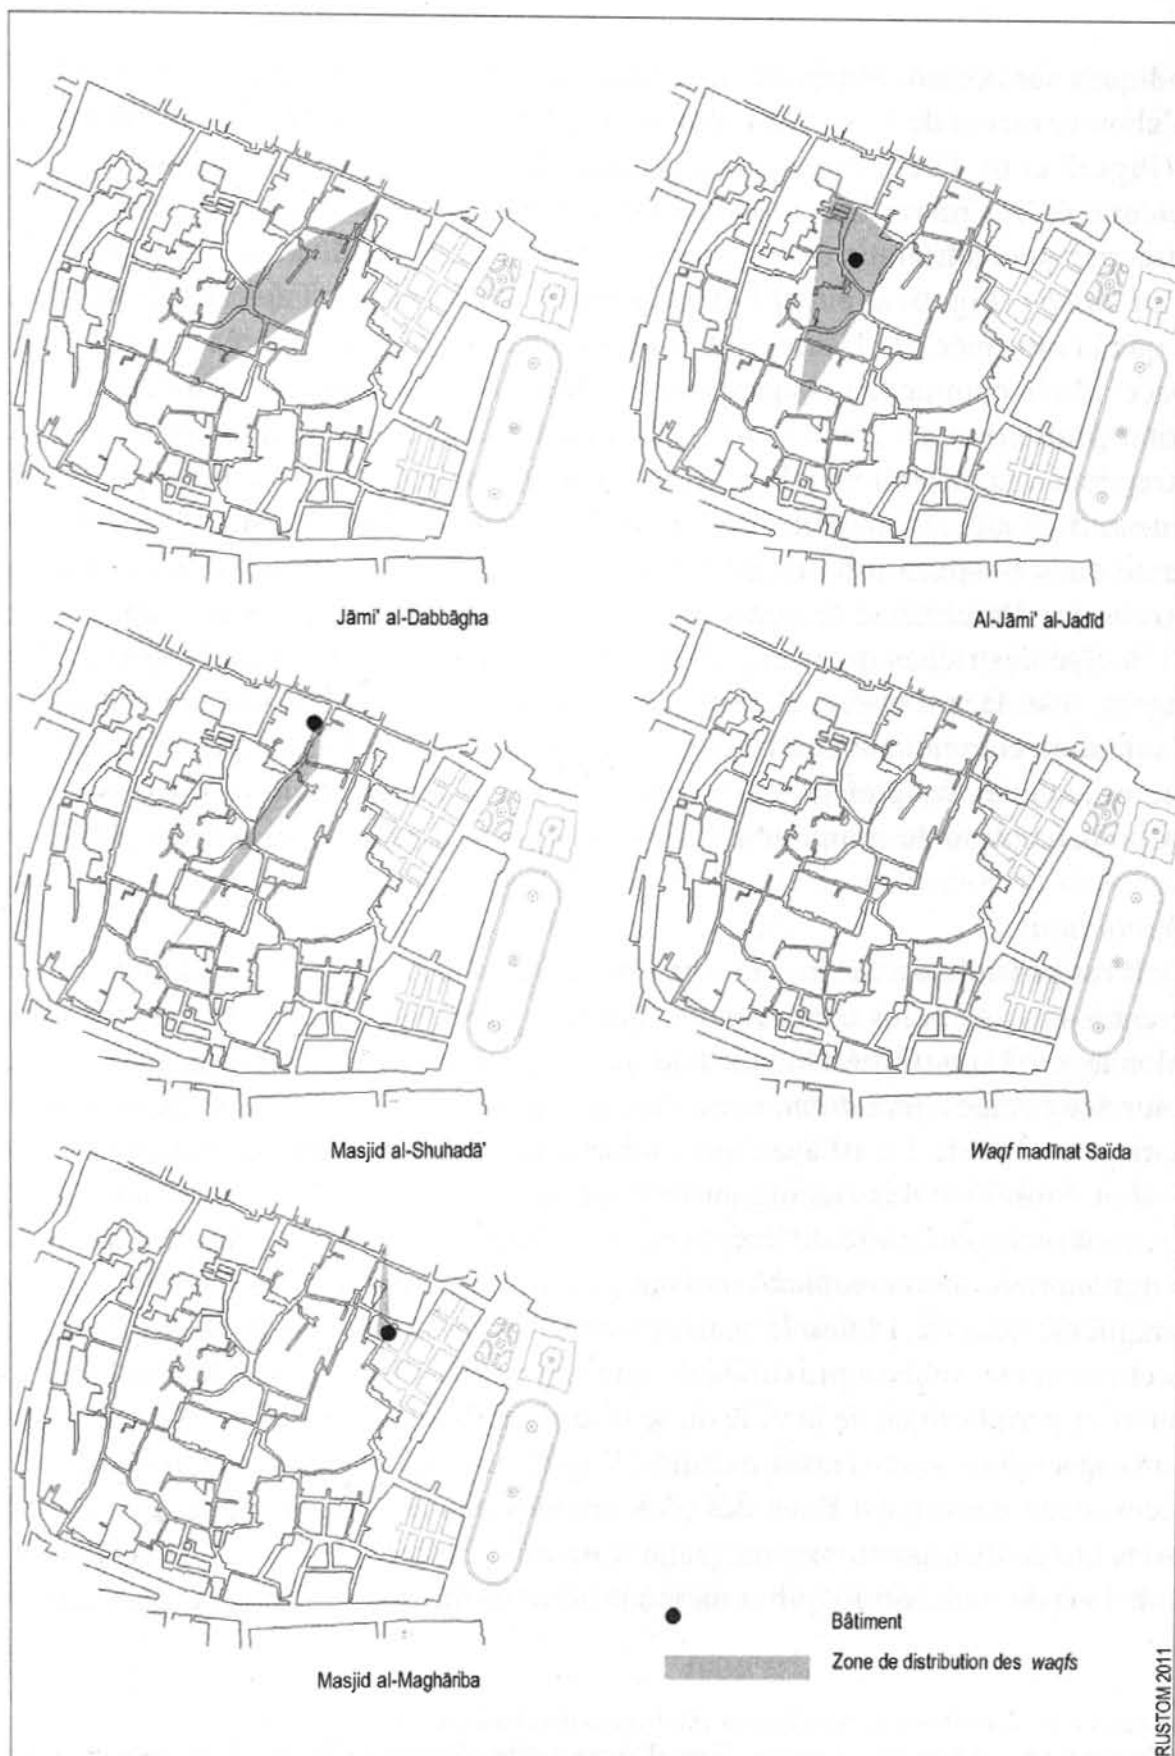 Jāmi' al-Dabbāgha
Al-Jāmi' al-Jadīd
Masjid al-Shuhadā'
Waqf madīnat Saïda
Masjid al-Maghāriba
Bâtiment
Zone de distribution des waqfs
RUSTOM 2011